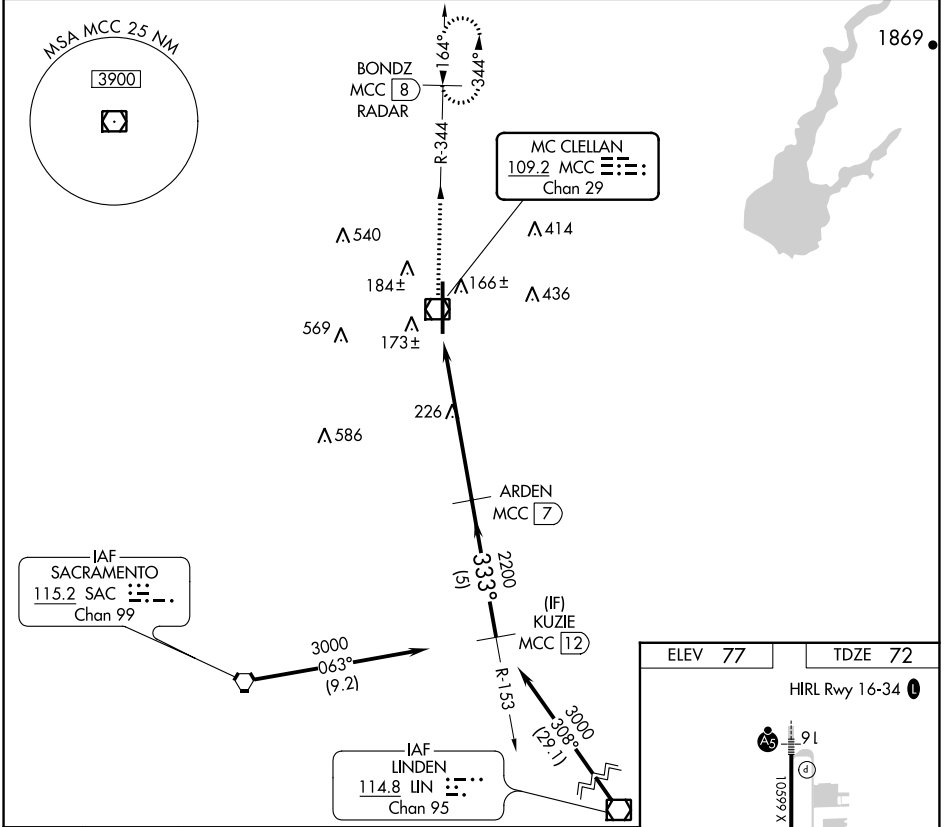 MSA MCC 25 NM
3900
1869
164°
344°
BONDZ
MCC 8
RADAR
R-344
MC CLELLAN
109.2 MCC
Chan 29
540
414
184±
166±
436
569
173±
226
586
ARDEN
MCC 7
2200
333°
(5)
IAF
SACRAMENTO
115.2 SAC
Chan 99
(IF)
KUZIE
MCC 12
3000
063°
(9.2)
R-153
3000
308°
(29.1)
IAF
LINDEN
114.8 LIN
Chan 95
ELEV 77
TDZE 72
HIRL Rwy 16-34 L
A5
16
P
10599 X